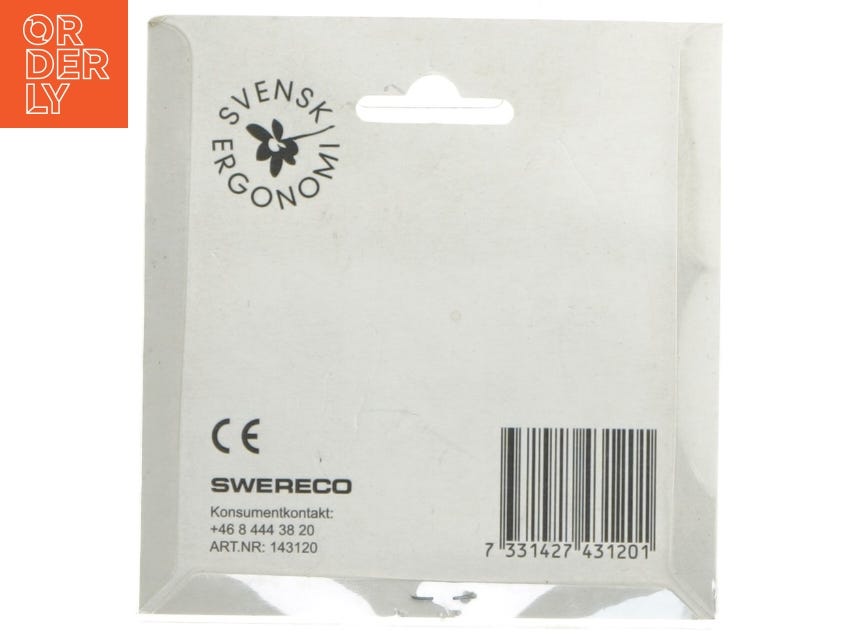 OR
DER
LY
SVENSK
ERGONOMI
CE
SWERECO
Konsumentkontakt:
+46 8 444 38 20
ART.NR: 143120
7 331427 431201